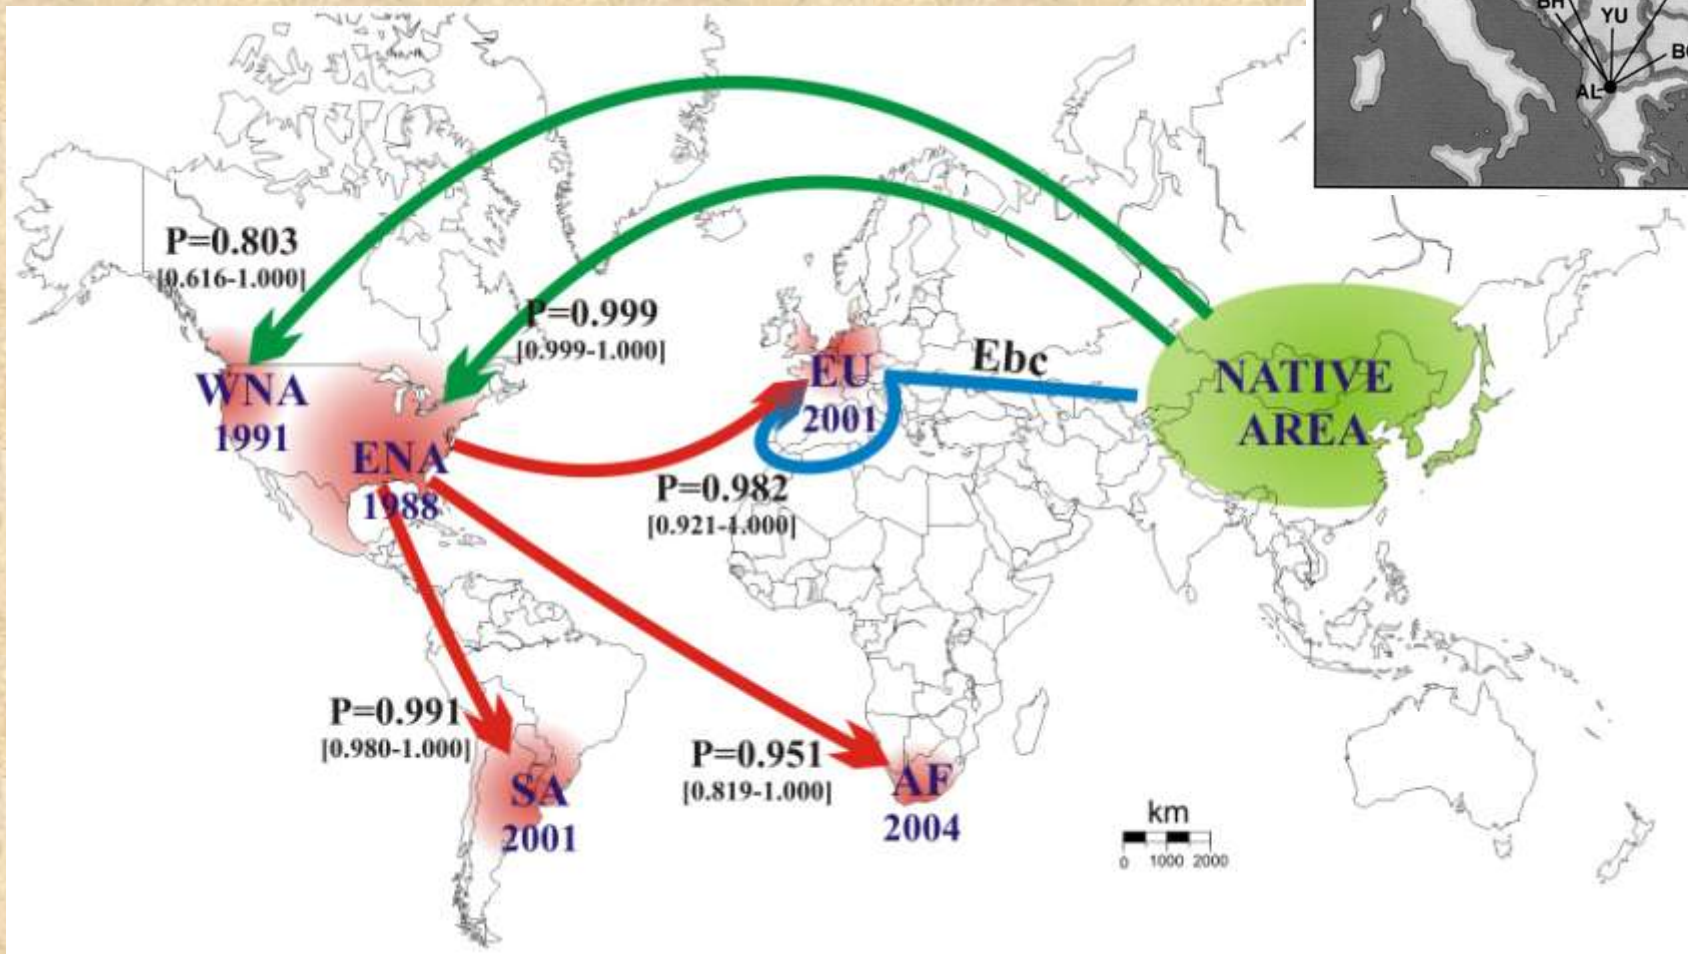 YU
AL
P=0.803
[0.616-1.000]
P=0.999
[0.999-1.000]
WNA
1991
ENA
1988
EU
2001
Ebc
NATIVE
AREA
P=0.982
[0.921-1.000]
P=0.991
[0.980-1.000]
SA
2001
P=0.951
[0.819-1.000]
AF
2004
km
0 1000 2000